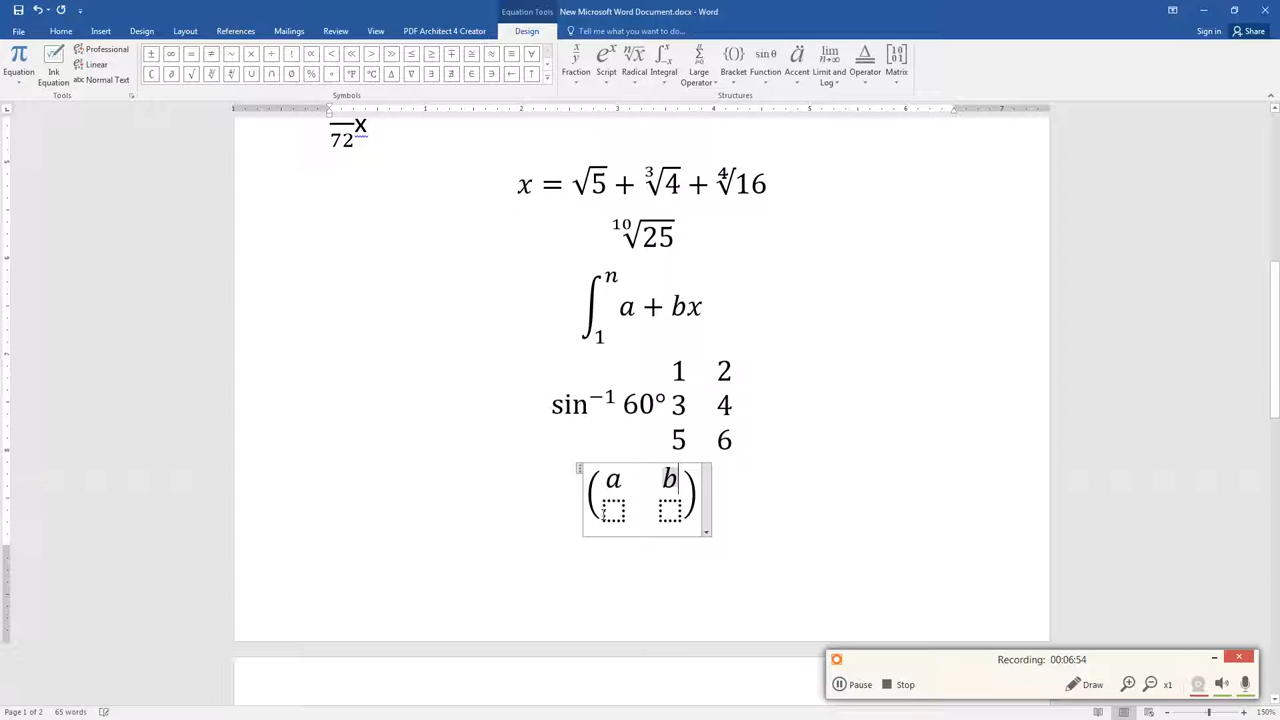 New Microsoft Word Document.docx - Word
Equation Tools
File Home Insert Design Layout References Mailings Review View PDF Architect 4 Creator Design Tell me what you want to do... Sign in Share
Equation Ink Equation Professional Linear abc Normal Text
Fraction Script Radical Integral Large Operator Bracket Function Accent Limit and Log Operator Matrix
Tools Symbols Structures
72 x
x = √5 + ∛4 + ∜16
¹⁰√25
∫₁ⁿ a + bx
1 2
sin⁻¹ 60° 3 4
5 6
( a b )
Recording: 00:06:54
Pause Stop Draw x1
Page 1 of 2 65 words 150%